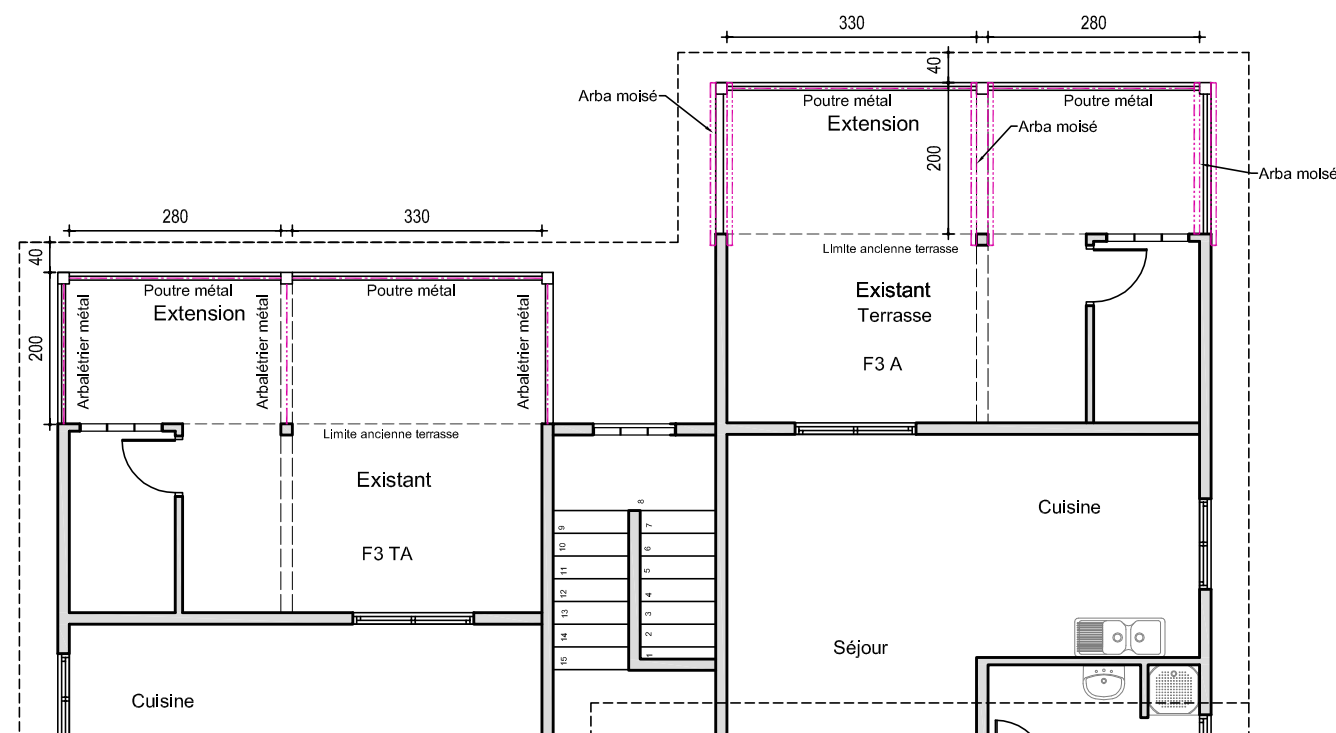 330
280
40
Arba moisé
Poutre métal
Poutre métal
Extension
Arba moisé
200
Arba moisé
280
330
Limite ancienne terrasse
40
Poutre métal
Poutre métal
Extension
Existant
Terrasse
200
Arbalétrier métal
Arbalétrier métal
Arbalétrier métal
F3 A
Limite ancienne terrasse
Existant
F3 TA
Cuisine
8
9
7
10
6
11
5
12
4
13
3
14
2
15
1
Séjour
Cuisine